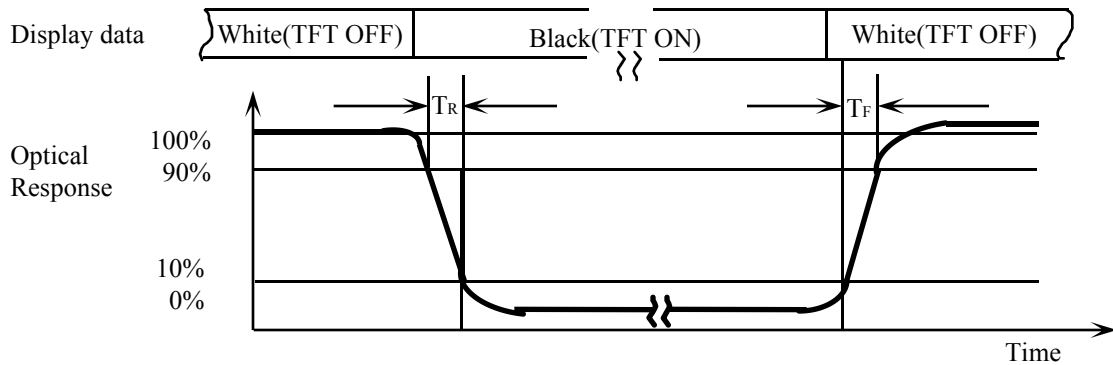 Display data
White(TFT OFF)
Black(TFT ON)
White(TFT OFF)
TR
TF
Optical
Response
100%
90%
10%
0%
Time